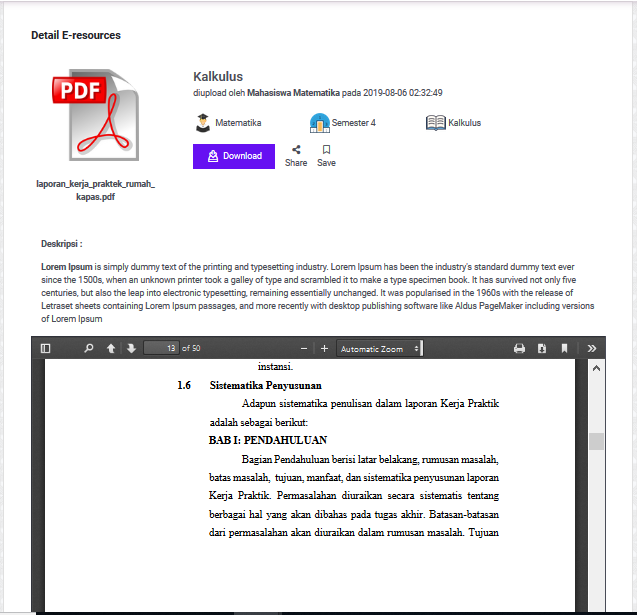 Detail E-resources
PDF
Kalkulus
diupload oleh Mahasiswa Matematika pada 2019-08-06 02:32:49
Matematika
Semester 4
Kalkulus
Download
Share
Save
laporan_kerja_praktek_rumah_
kapas.pdf
Deskripsi :
Lorem Ipsum is simply dummy text of the printing and typesetting industry. Lorem Ipsum has been the industry's standard dummy text ever
since the 1500s, when an unknown printer took a galley of type and scrambled it to make a type specimen book. It has survived not only five
centuries, but also the leap into electronic typesetting, remaining essentially unchanged. It was popularised in the 1960s with the release of
Letraset sheets containing Lorem Ipsum passages, and more recently with desktop publishing software like Aldus PageMaker including versions
of Lorem Ipsum
13 of 50
Automatic Zoom
instansi.
1.6 Sistematika Penyusunan
Adapun sistematika penulisan dalam laporan Kerja Praktik
adalah sebagai berikut:
BAB I: PENDAHULUAN
Bagian Pendahuluan berisi latar belakang, rumusan masalah,
batas masalah, tujuan, manfaat, dan sistematika penyusunan laporan
Kerja Praktik. Permasalahan diuraikan secara sistematis tentang
berbagai hal yang akan dibahas pada tugas akhir. Batasan-batasan
dari permasalahan akan diuraikan dalam rumusan masalah. Tujuan